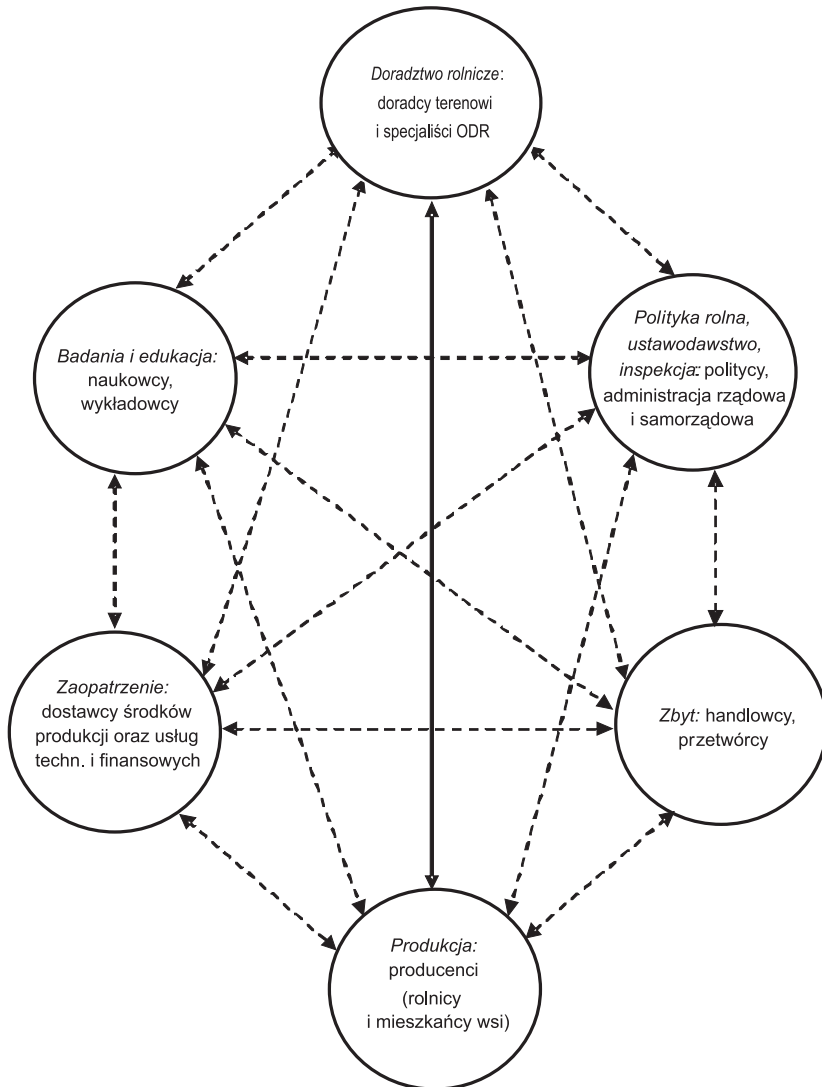 Doradztwo rolnicze:
doradcy terenowi
i specjaliści ODR
Badania i edukacja:
naukowcy,
wykładowcy
Polityka rolna,
ustawodawstwo,
inspekcja: politycy,
administracja rządowa
i samorządowa
Zaopatrzenie:
dostawcy środków
produkcji oraz usług
techn. i finansowych
Zbyt: handlowcy,
przetwórcy
Produkcja:
producenci
(rolnicy
i mieszkańcy wsi)